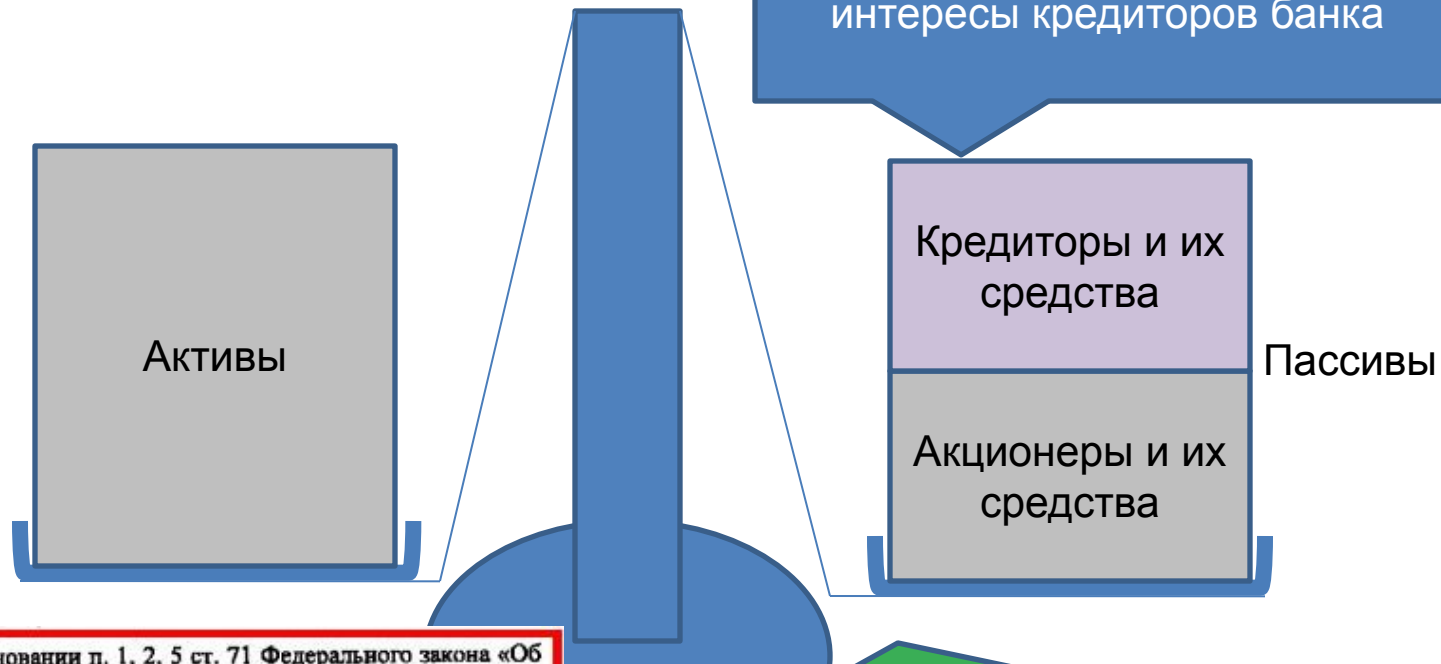 интересы кредиторов банка
Кредиторы и их
средства
Активы
Пассивы
Акционеры и их
средства
п. 1, 2, 5 ст. 71 Федерального закона «Об